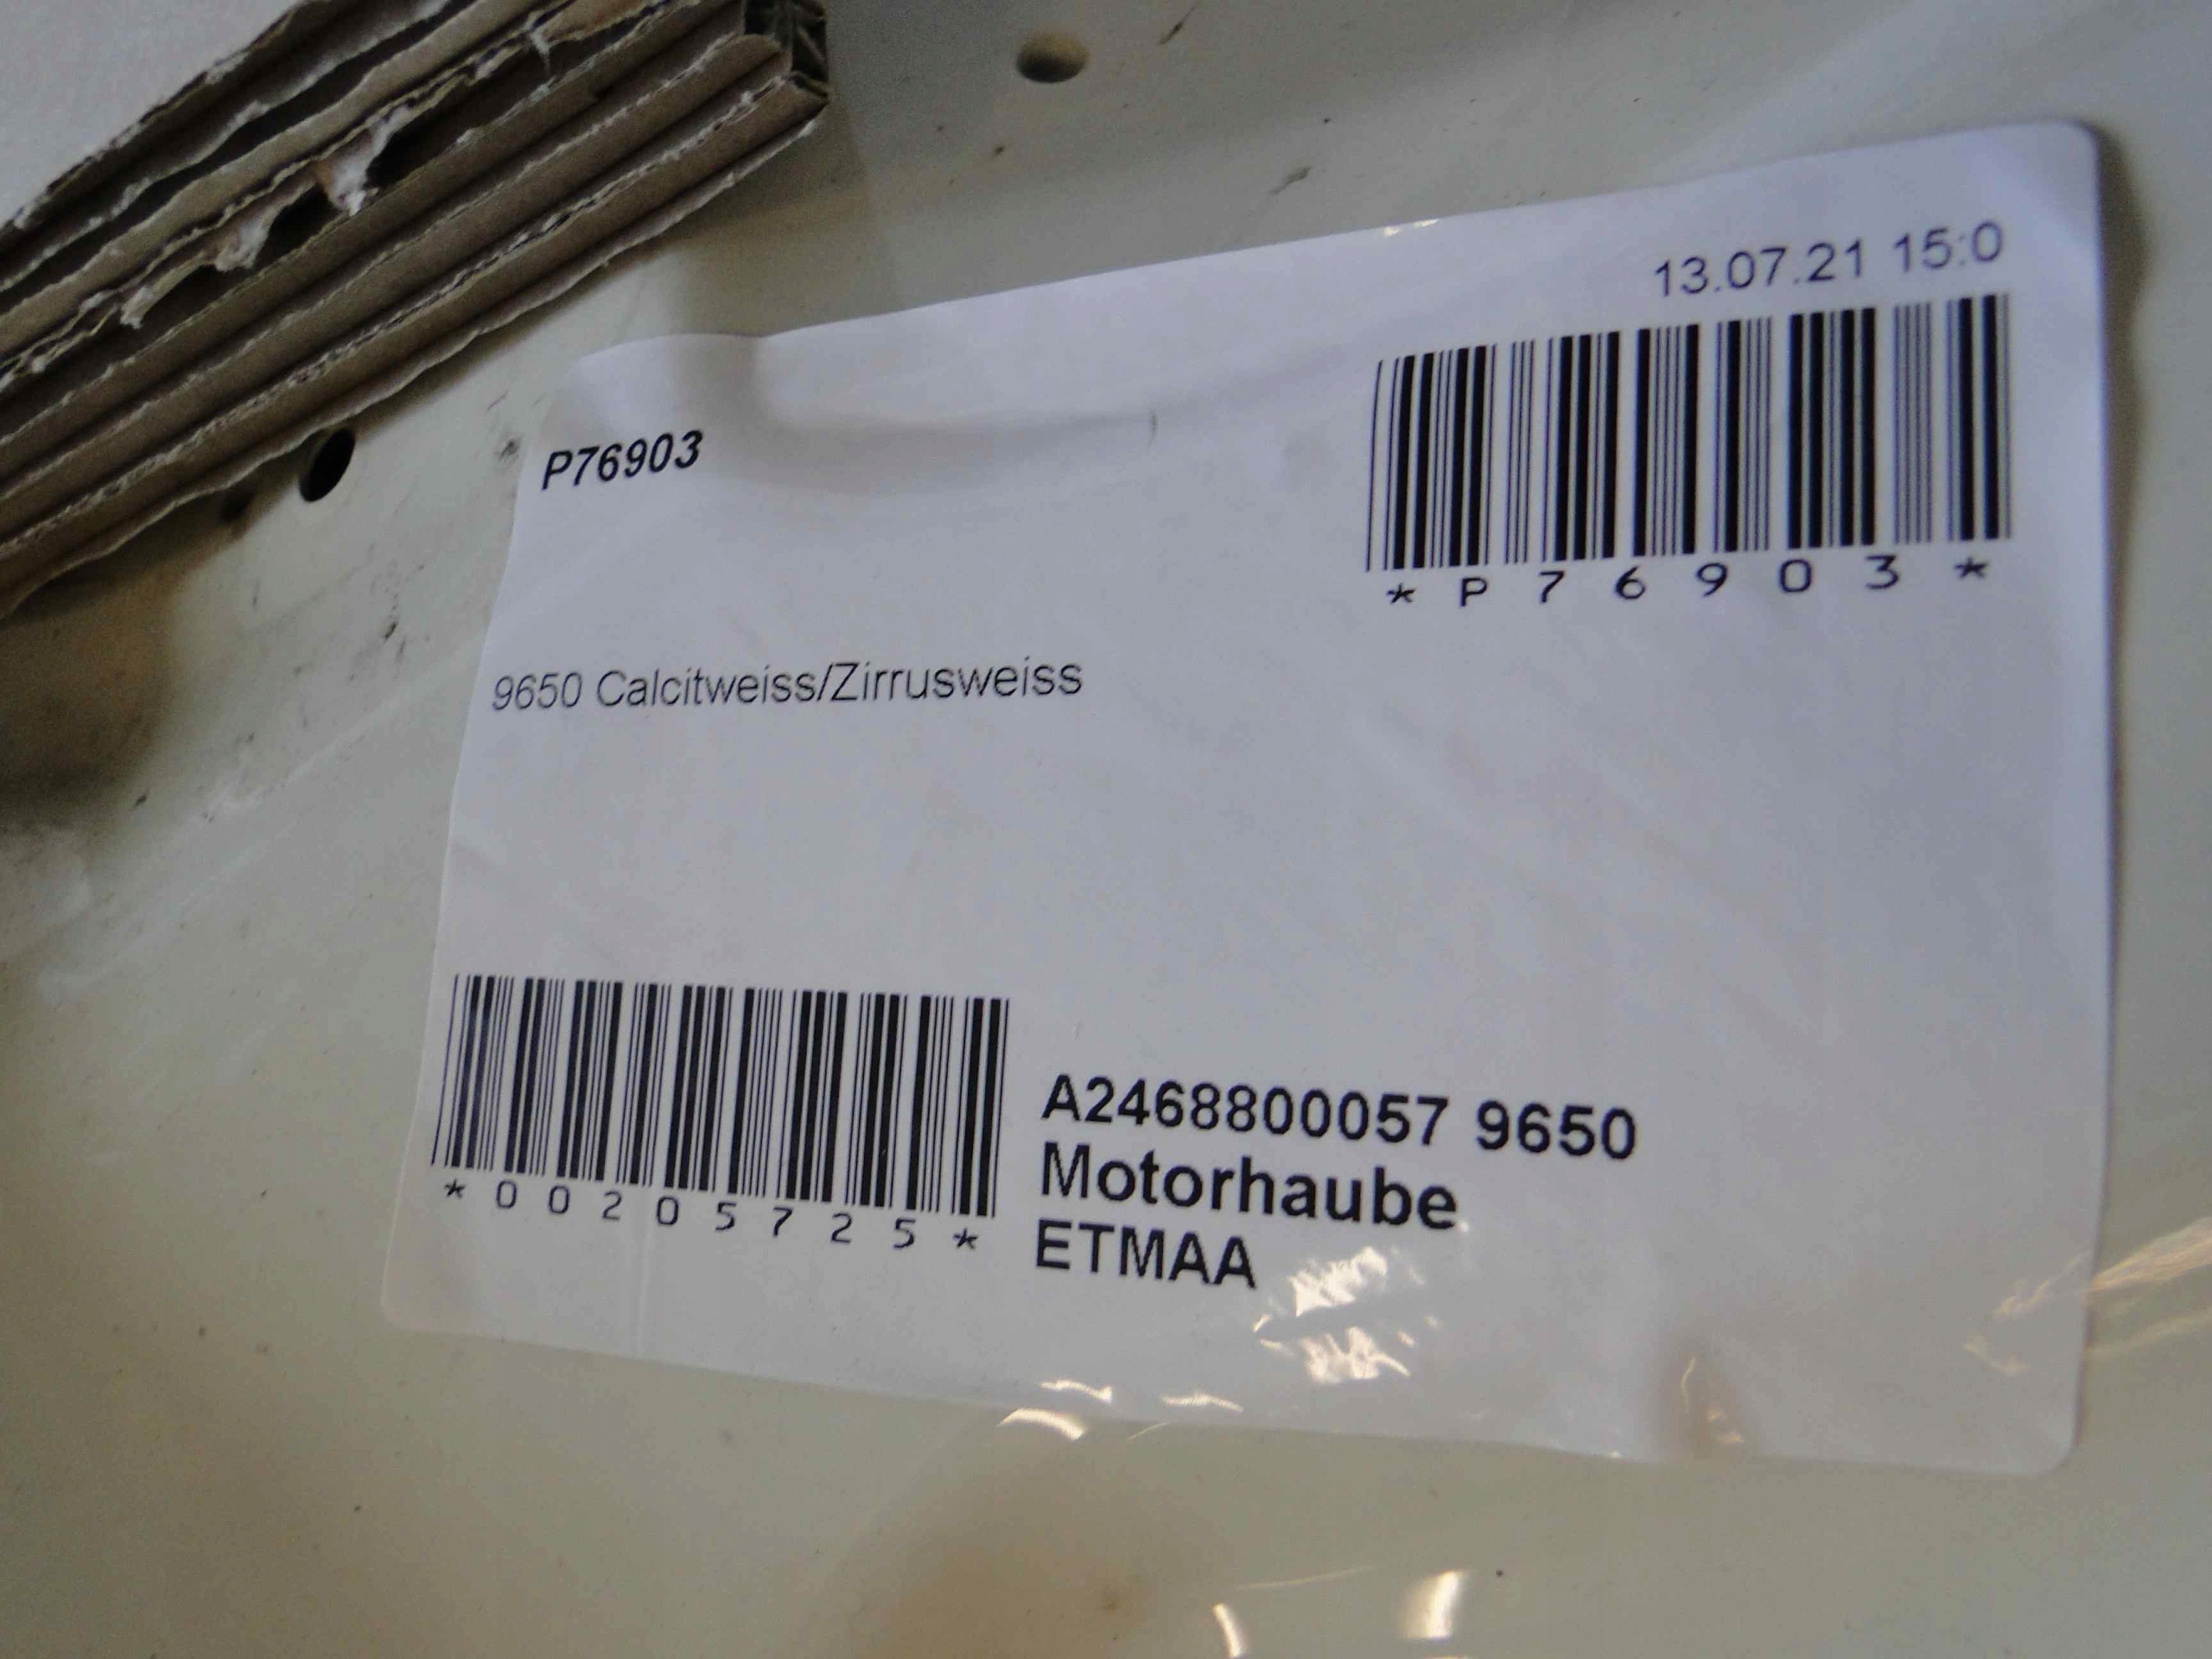 13.07.21 15:0
P76903
*P76903*
9650 Calcitweiss/Zirrusweiss
*00205725*
A2468800057 9650
Motorhaube
ETMAA